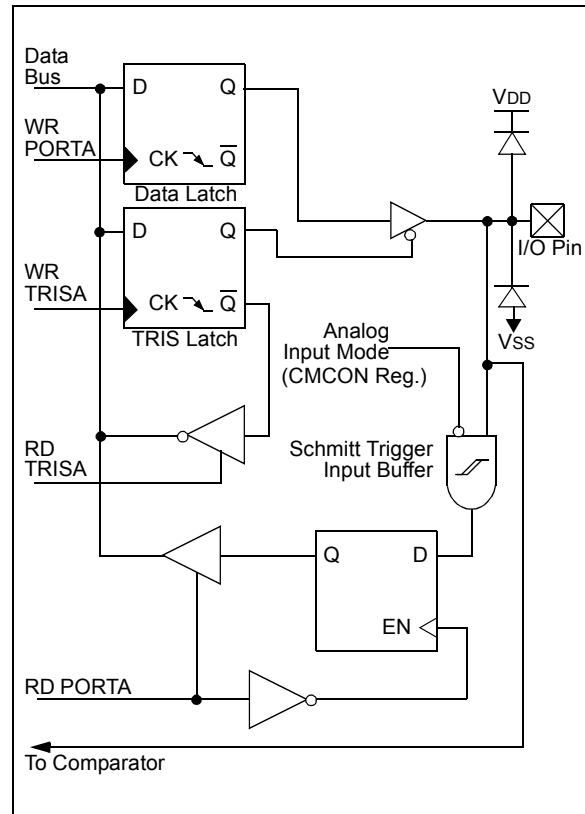 Data
Bus
D
Q
WR
PORTA
CK
Q
Data Latch
VDD
I/O Pin
VSS
D
Q
WR
TRISA
CK
Q
TRIS Latch
Analog
Input Mode
(CMCON Reg.)
RD
TRISA
Schmitt Trigger
Input Buffer
Q
D
EN
RD PORTA
To Comparator